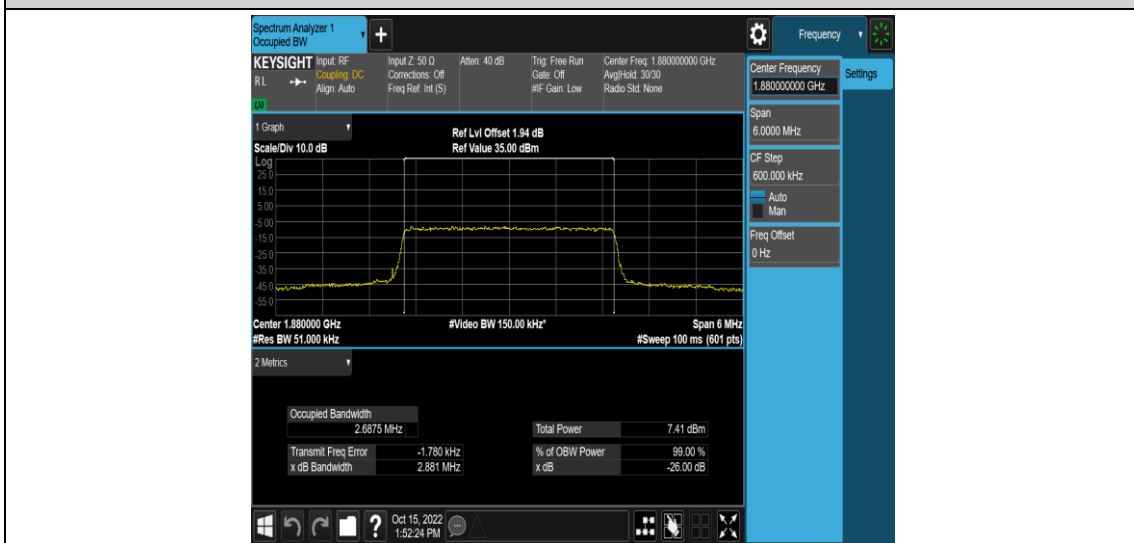 Spectrum Analyzer 1
Occupied BW
+
Frequency
KEYSIGHT Input: RF Input Z: 50 Ω Atten: 40 dB Trig: Free Run Center Freq: 1.880000000 GHz
RL Coupling: DC Corrections: Off Gate: Off Avg|Hold: 30/30
Align: Auto Freq Ref: Int (S) #IF Gain: Low Radio Std: None
LXI
Center Frequency
1.880000000 GHz
Settings
Span
6.0000 MHz
CF Step
600.000 kHz
Auto
Man
Freq Offset
0 Hz
1 Graph
Ref Lvl Offset 1.94 dB
Scale/Div 10.0 dB Ref Value 35.00 dBm
Log
25.0
15.0
5.00
-5.00
-15.0
-25.0
-35.0
-45.0
-55.0
Center 1.880000 GHz #Video BW 150.00 kHz* Span 6 MHz
#Res BW 51.000 kHz #Sweep 100 ms (601 pts)
2 Metrics
Occupied Bandwidth
2.6875 MHz Total Power 7.41 dBm
Transmit Freq Error -1.780 kHz % of OBW Power 99.00 %
x dB Bandwidth 2.881 MHz x dB -26.00 dB
? Oct 15, 2022
1:52:24 PM